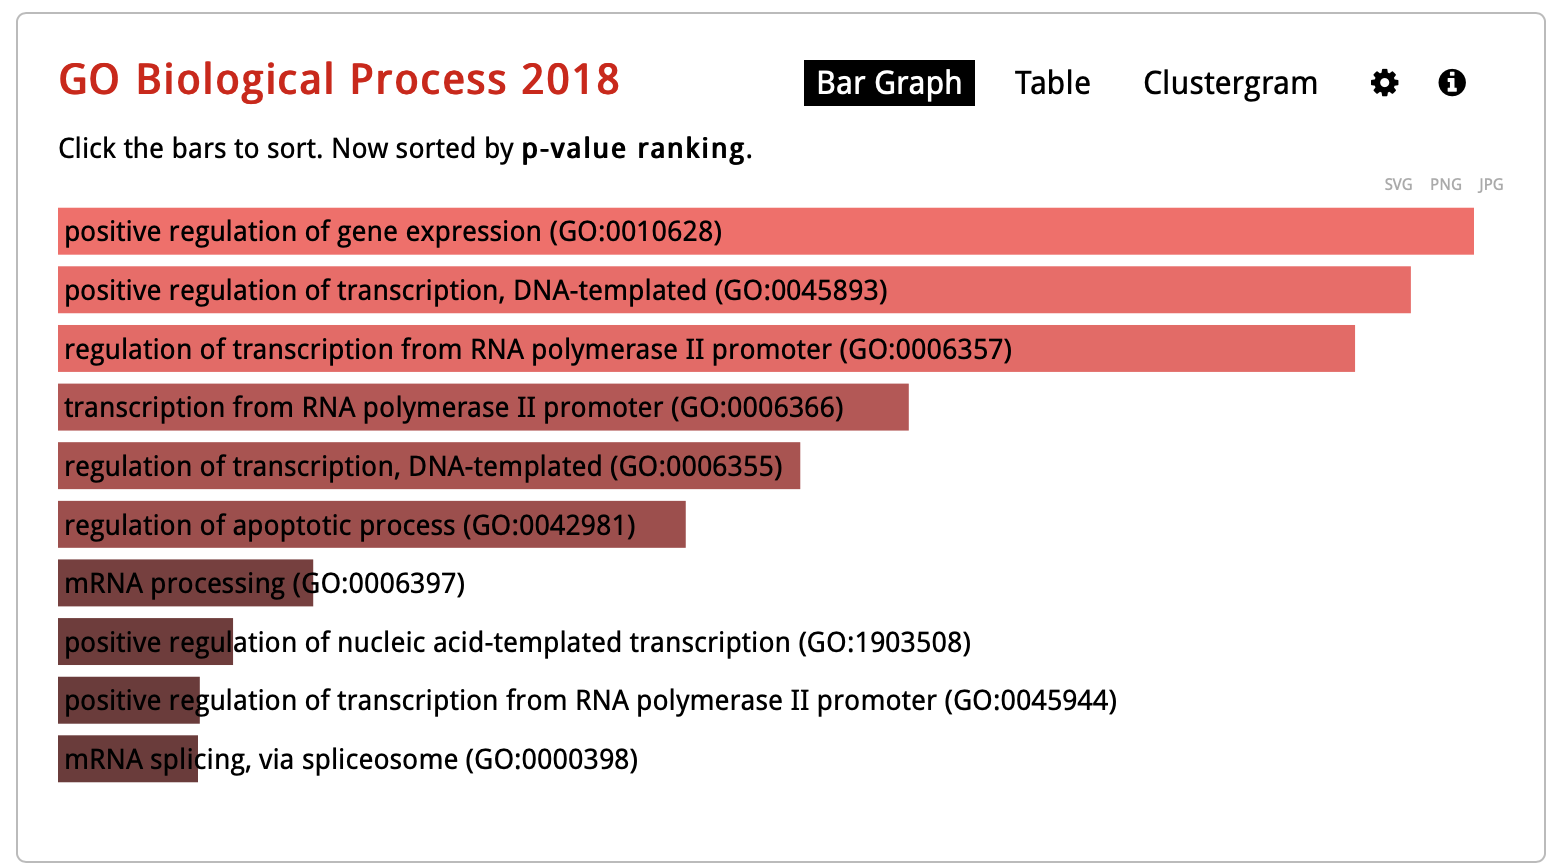 GO Biological Process 2018
Bar Graph Table Clustergram
Click the bars to sort. Now sorted by p-value ranking.
SVG PNG JPG
positive regulation of gene expression (GO:0010628)
positive regulation of transcription, DNA-templated (GO:0045893)
regulation of transcription from RNA polymerase II promoter (GO:0006357)
transcription from RNA polymerase II promoter (GO:0006366)
regulation of transcription, DNA-templated (GO:0006355)
regulation of apoptotic process (GO:0042981)
mRNA processing (GO:0006397)
positive regulation of nucleic acid-templated transcription (GO:1903508)
positive regulation of transcription from RNA polymerase II promoter (GO:0045944)
mRNA splicing, via spliceosome (GO:0000398)